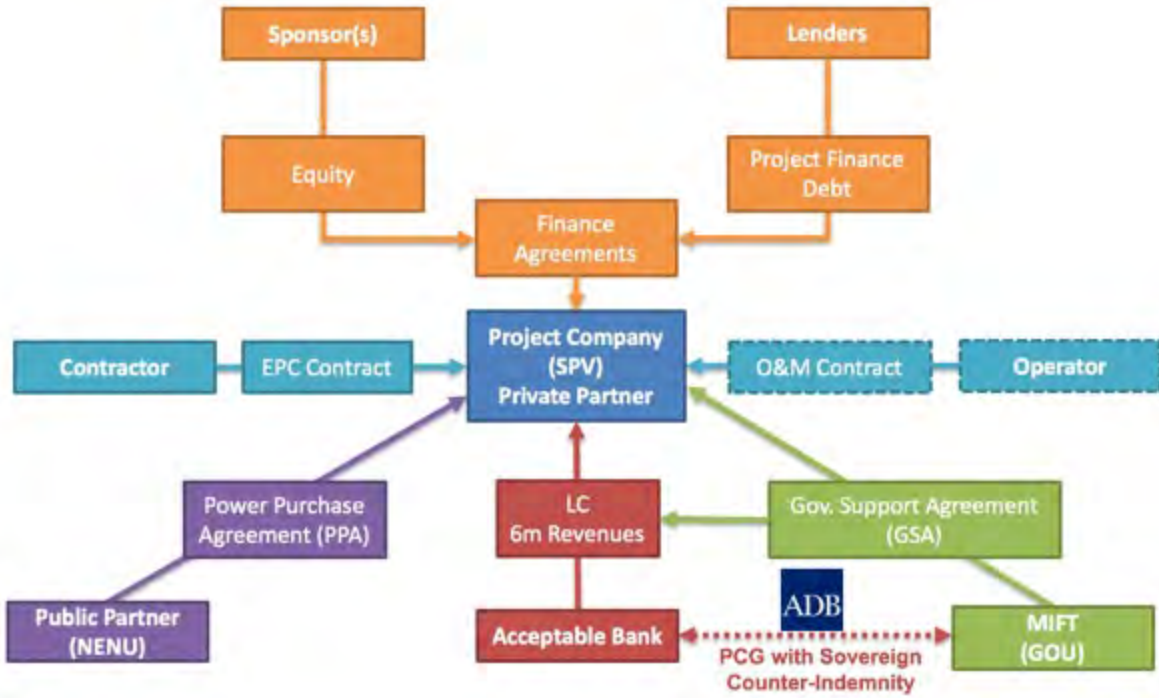 Sponsor(s)
Lenders
Equity
Project Finance
Debt
Finance
Agreements
Contractor
EPC Contract
Project Company
(SPV)
Private Partner
O&M Contract
Operator
Power Purchase
Agreement (PPA)
LC
6m Revenues
Gov. Support Agreement
(GSA)
Public Partner
(NENU)
Acceptable Bank
ADB
PCG with Sovereign
Counter-Indemnity
MIFT
(GOU)